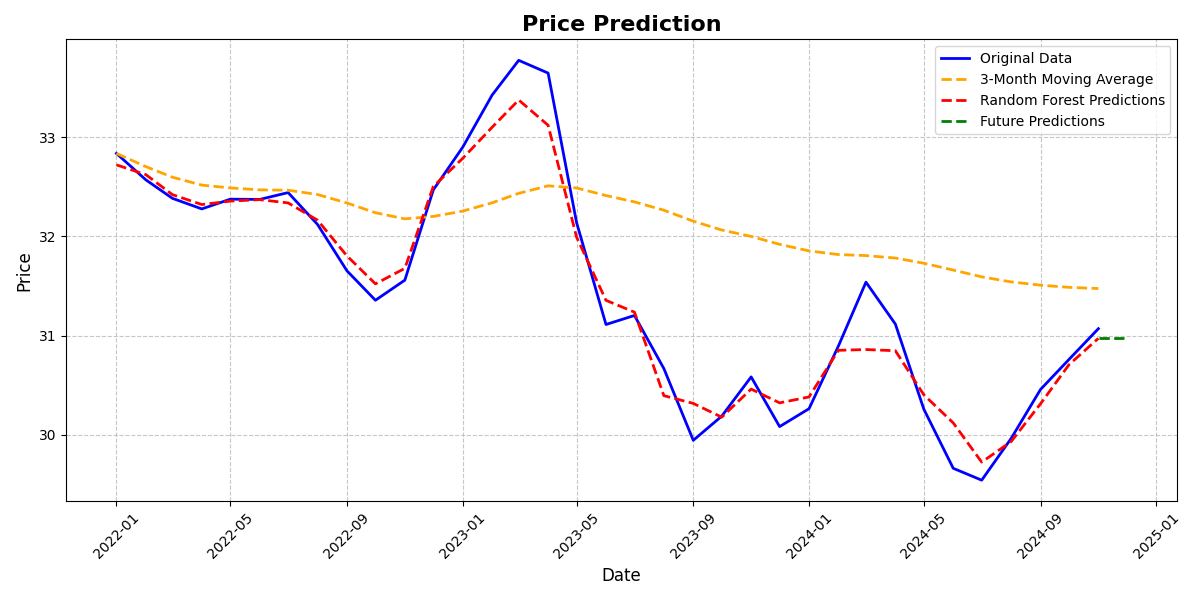 Price Prediction
Original Data
3-Month Moving Average
Random Forest Predictions
Future Predictions
Price
33
32
31
30
2022-01
2022-05
2022-09
2023-01
2023-05
2023-09
2024-01
2024-05
2024-09
2025-01
Date